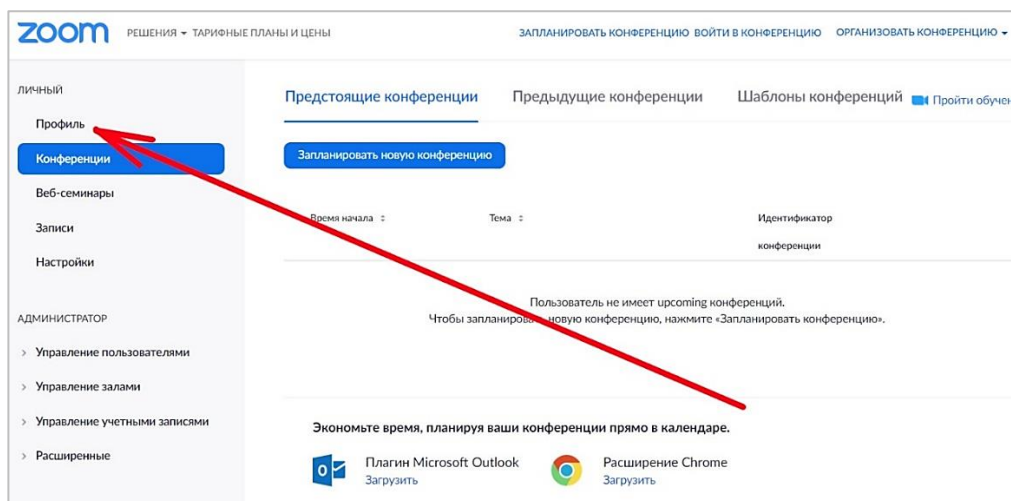 zoom РЕШЕНИЯ ТАРИФНЫЕ ПЛАНЫ И ЦЕНЫ ЗАПЛАНИРОВАТЬ КОНФЕРЕНЦИЮ ВОЙТИ В КОНФЕРЕНЦИЮ ОРГАНИЗОВАТЬ КОНФЕРЕНЦИЮ
ЛИЧНЫЙ
Профиль
Конференции
Веб-семинары
Записи
Настройки
АДМИНИСТРАТОР
> Управление пользователями
> Управление залами
> Управление учетными записями
> Расширенные
Предстоящие конференции Предыдущие конференции Шаблоны конференций Пройти обучен
Запланировать новую конференцию
Время начала Тема Идентификатор
конференции
Пользователь не имеет upcoming конференций.
Чтобы запланировать новую конференцию, нажмите «Запланировать конференцию».
Экономьте время, планируя ваши конференции прямо в календаре.
Плагин Microsoft Outlook
Загрузить
Расширение Chrome
Загрузить